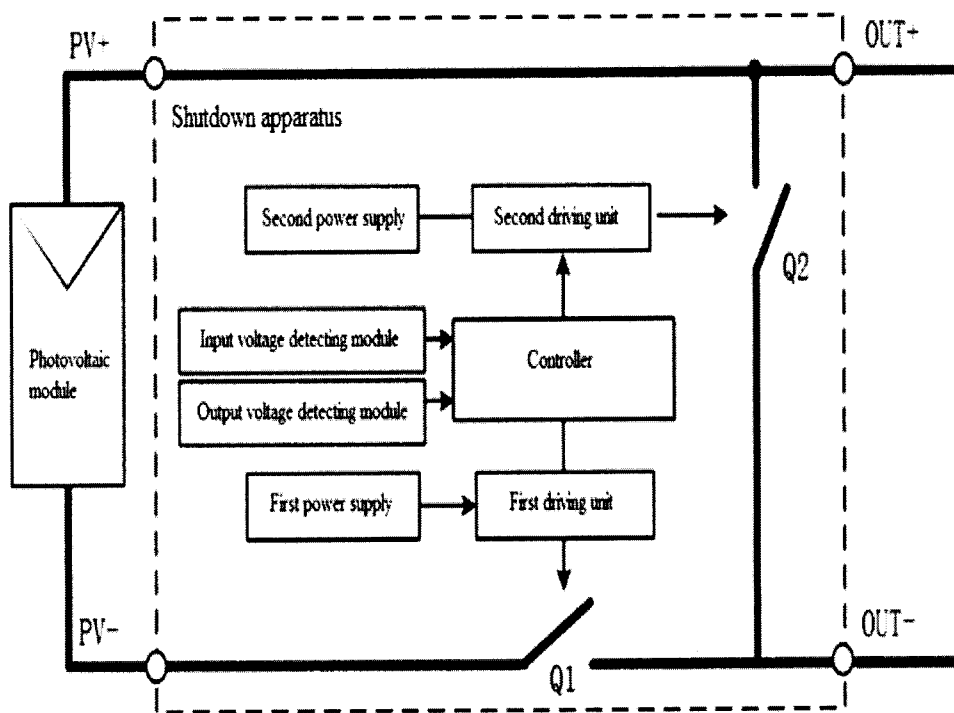 PV+
OUT+
Shutdown apparatus
Second power supply
Second driving unit
Q2
Input voltage detecting module
Controller
Photovoltaic
module
Output voltage detecting module
First power supply
First driving unit
PV-
OUT-
Q1